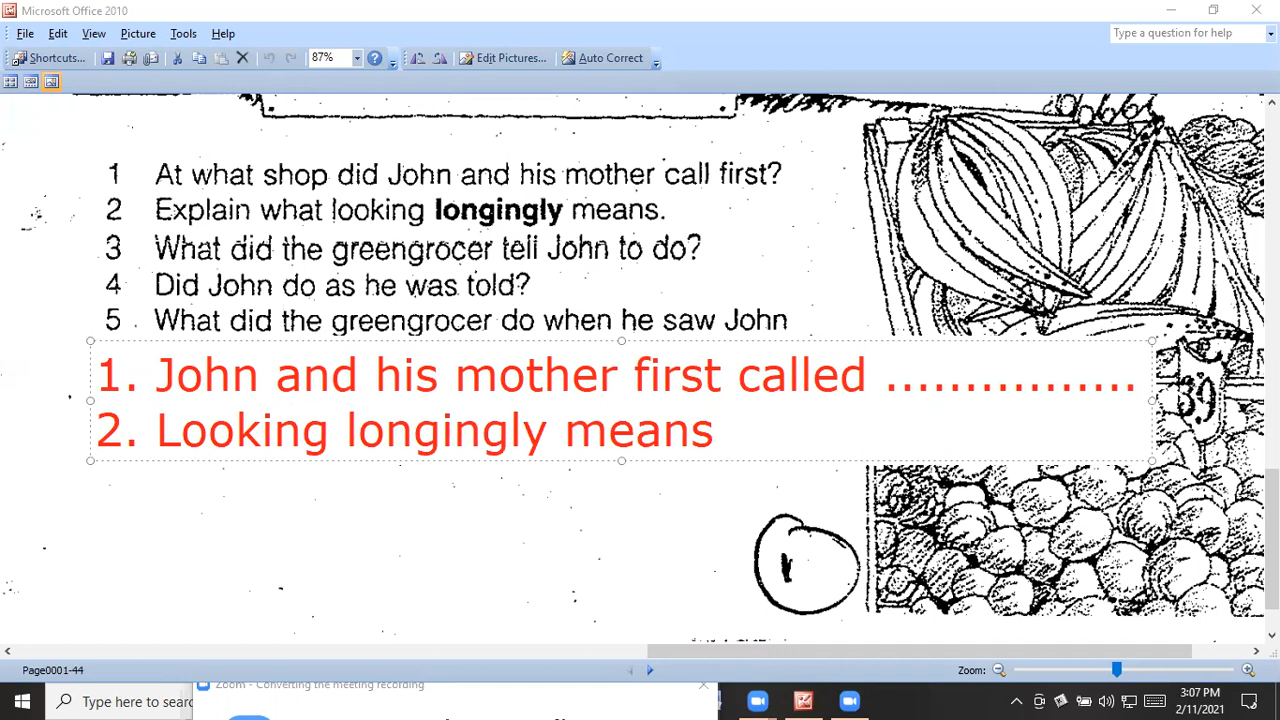 Microsoft Office 2010
File Edit View Picture Tools Help
Type a question for help
Shortcuts... 87% Edit Pictures... Auto Correct
1 At what shop did John and his mother call first?
2 Explain what looking longingly means.
3 What did the greengrocer tell John to do?
4 Did John do as he was told?
5 What did the greengrocer do when he saw John
1. John and his mother first called ................
2. Looking longingly means
39
Page0001-44
Zoom:
Zoom - Converting the meeting recording
Type here to searc
3:07 PM
2/11/2021